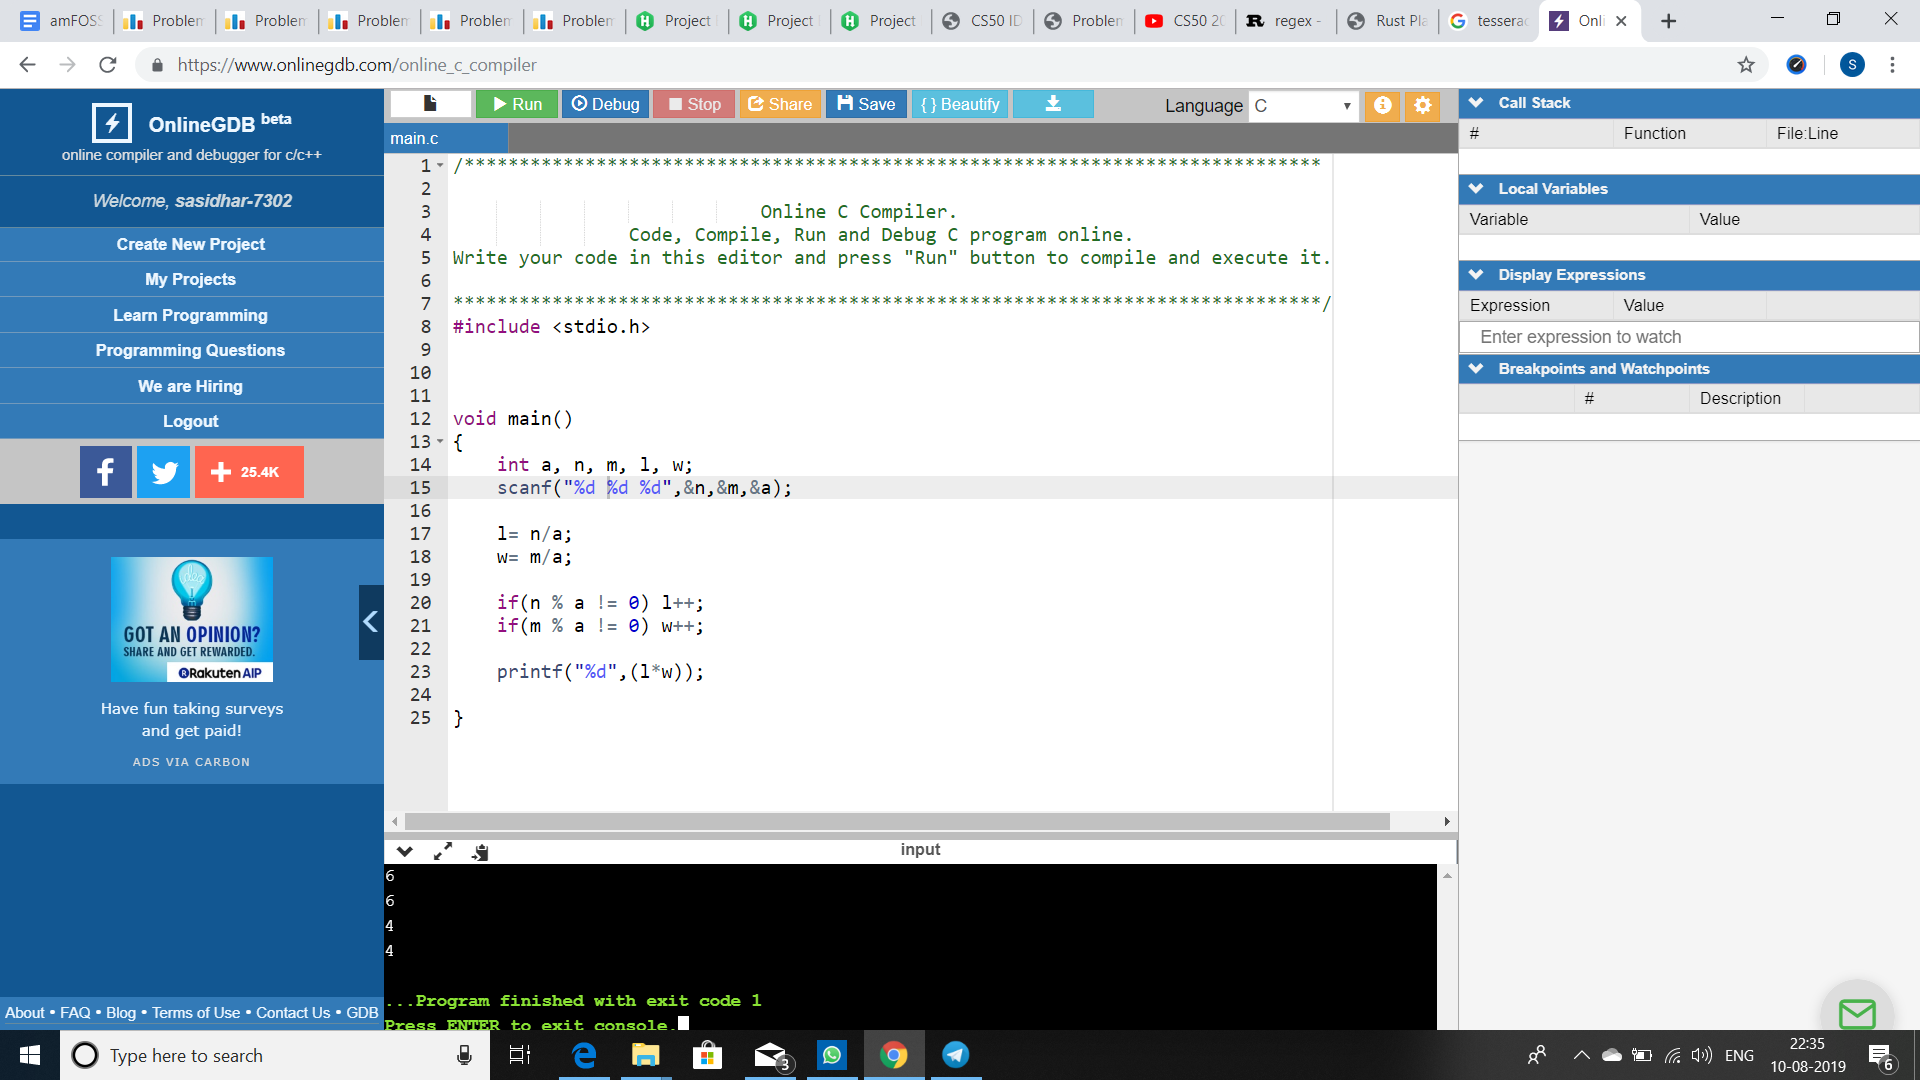 amFOSS
Problem
Problem
Problem
Problem
Problem
Project
Project
Project
CS50 ID
Problem
CS50 20
regex -
Rust Pla
tesserac
Onli
https://www.onlinegdb.com/online_c_compiler
S
OnlineGDB beta
online compiler and debugger for c/c++
Welcome, sasidhar-7302
Create New Project
My Projects
Learn Programming
Programming Questions
We are Hiring
Logout
+ 25.4K
GOT AN OPINION?
SHARE AND GET REWARDED.
Rakuten AIP
Have fun taking surveys
and get paid!
ADS VIA CARBON
About • FAQ • Blog • Terms of Use • Contact Us • GDB
Run Debug Stop Share Save { } Beautify
Language C
main.c
1 /******************************************************************************
2
3 Online C Compiler.
4 Code, Compile, Run and Debug C program online.
5 Write your code in this editor and press "Run" button to compile and execute it.
6
7 *******************************************************************************/
8 #include <stdio.h>
9
10
11
12 void main()
13 {
14 int a, n, m, l, w;
15 scanf("%d %d %d",&n,&m,&a);
16
17 l= n/a;
18 w= m/a;
19
20 if(n % a != 0) l++;
21 if(m % a != 0) w++;
22
23 printf("%d",(l*w));
24
25 }
input
6
6
4
4
...Program finished with exit code 1
Press ENTER to exit console.
Call Stack
# Function File:Line
Local Variables
Variable Value
Display Expressions
Expression Value
Enter expression to watch
Breakpoints and Watchpoints
# Description
Type here to search
3
ENG
22:35
10-08-2019
6